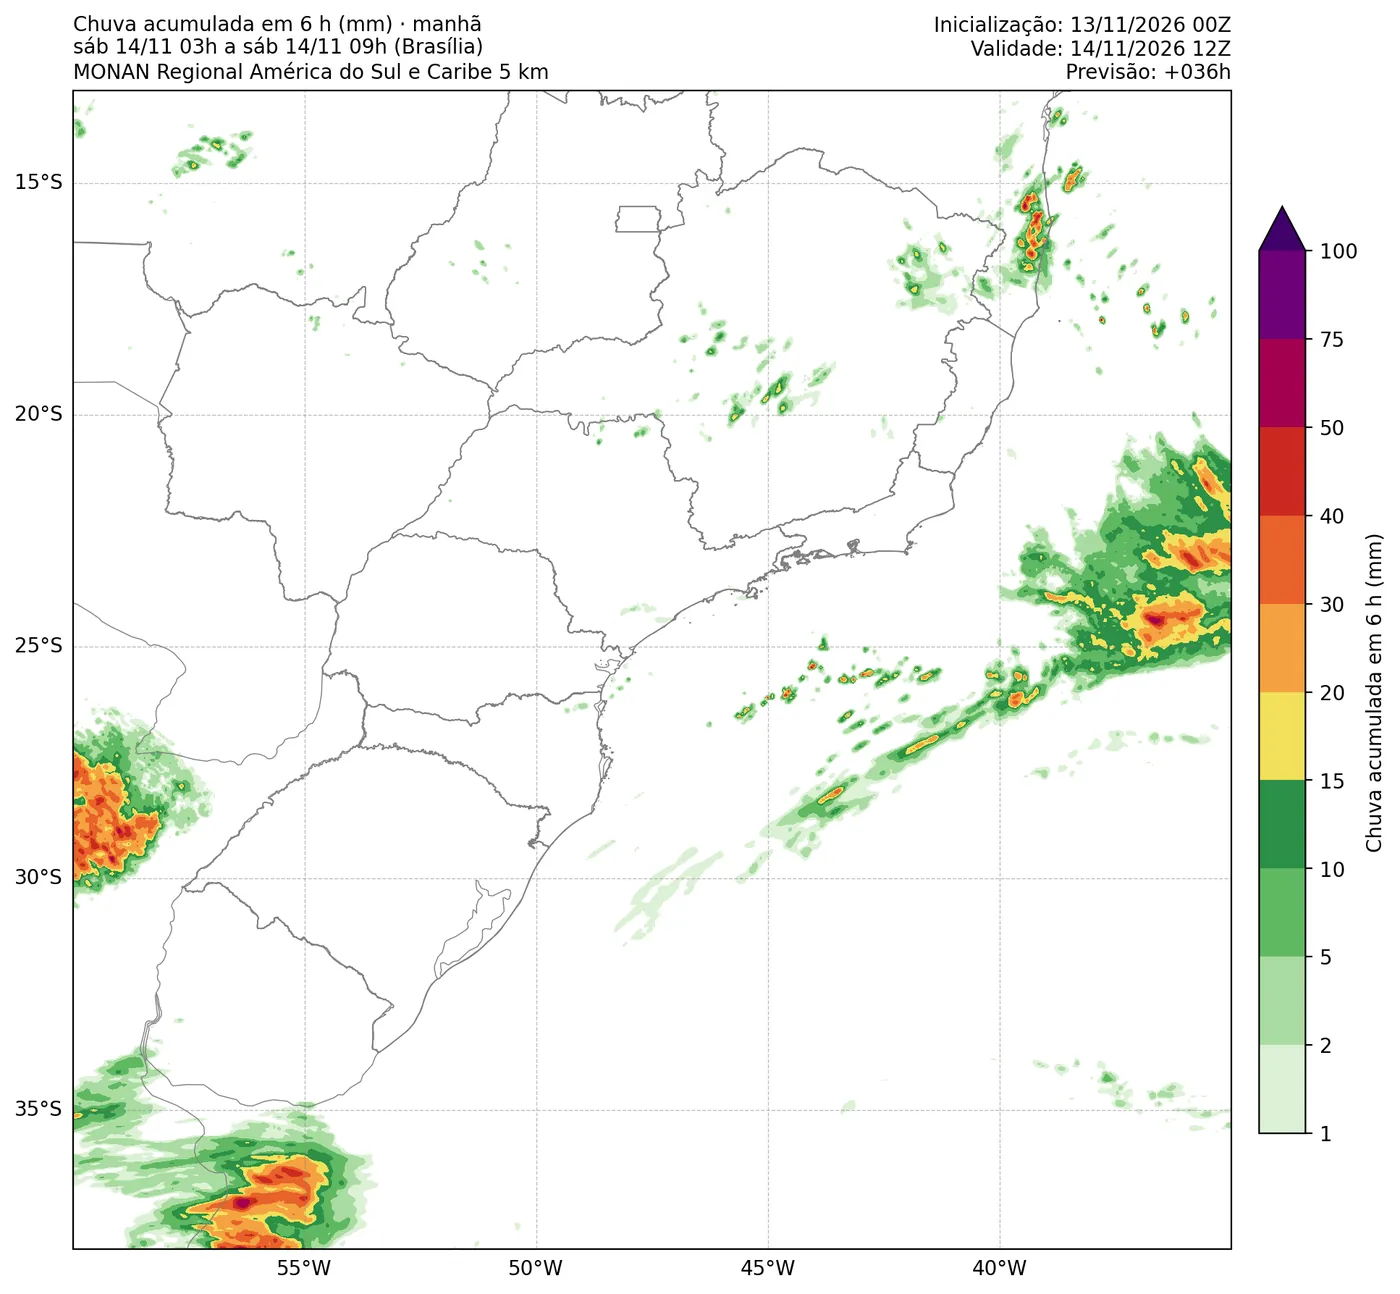 Chuva acumulada em 6 h (mm) · manhã
sáb 14/11 03h a sáb 14/11 09h (Brasília)
MONAN Regional América do Sul e Caribe 5 km
Inicialização: 13/11/2026 00Z
Validade: 14/11/2026 12Z
Previsão: +036h
15°S
20°S
25°S
30°S
35°S
55°W
50°W
45°W
40°W
100
75
50
40
30
20
15
10
5
2
1
Chuva acumulada em 6 h (mm)